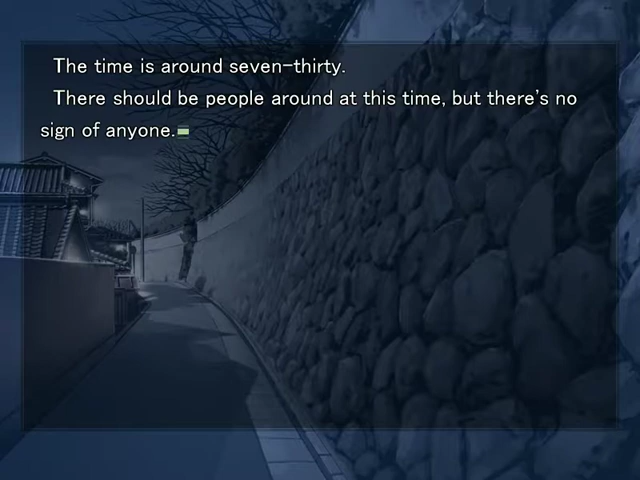 The time is around seven-thirty.
There should be people around at this time, but there's no
sign of anyone.